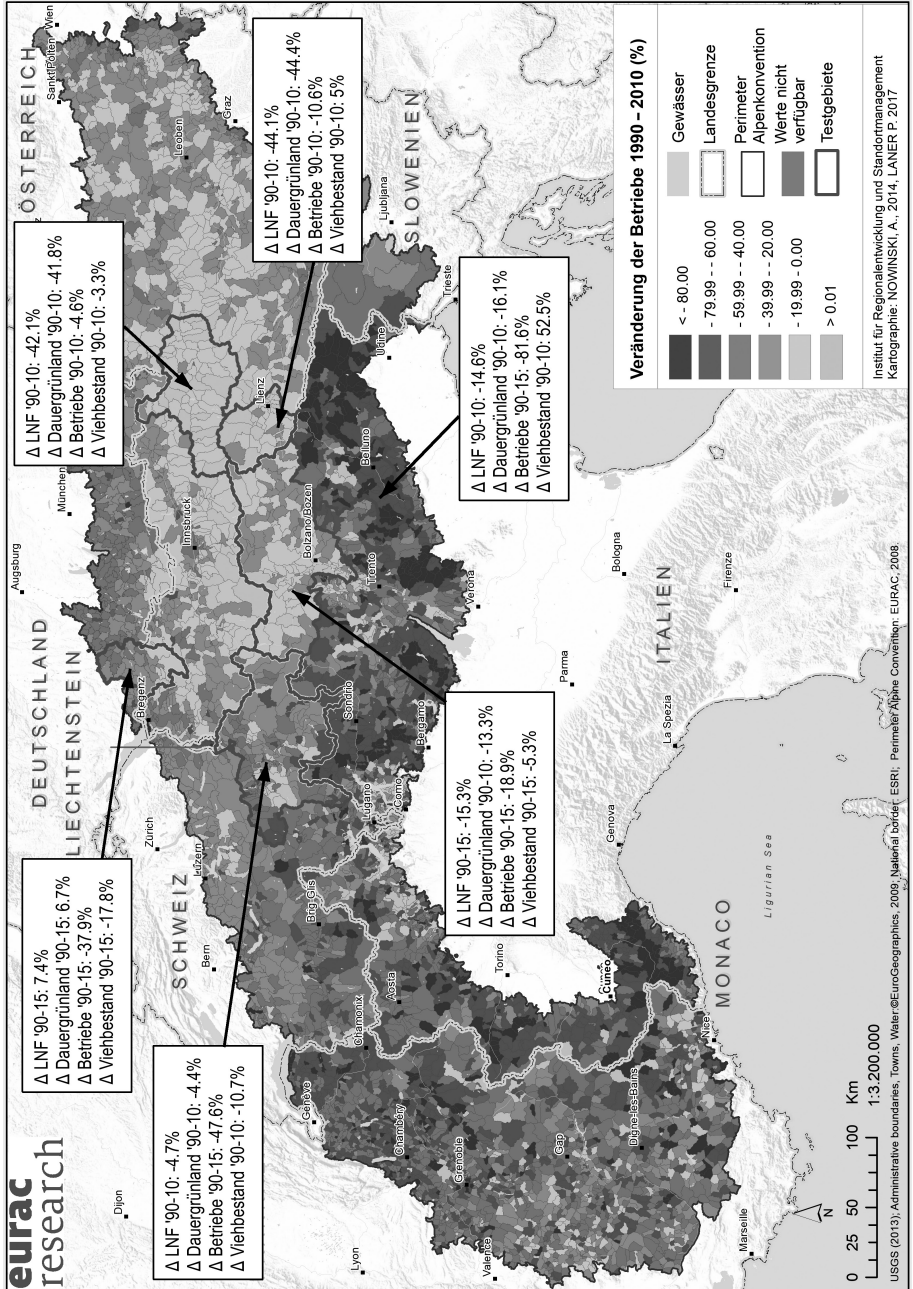 eurac
research
Δ LNF '90-15: 7.4%
Δ Dauergrünland '90-15: 6.7%
Δ Betriebe '90-15: -37.9%
Δ Viehbestand '90-15: -17.8%
Δ LNF '90-10: -42.1%
Δ Dauergrünland '90-10: -41.8%
Δ Betriebe '90-10: -4.6%
Δ Viehbestand '90-10: -3.3%
Δ LNF '90-10: -44.1%
Δ Dauergrünland '90-10: -44.4%
Δ Betriebe '90-10: -10.6%
Δ Viehbestand '90-10: 5%
Δ LNF '90-10: -4.7%
Δ Dauergrünland '90-10: -4.4%
Δ Betriebe '90-15: -47.6%
Δ Viehbestand '90-10: -10.7%
Δ LNF '90-15: -15.3%
Δ Dauergrünland '90-10: -13.3%
Δ Betriebe '90-15: -18.9%
Δ Viehbestand '90-15: -5.3%
Δ LNF '90-10: -14.6%
Δ Dauergrünland '90-10: -16.1%
Δ Betriebe '90-15: -81.6%
Δ Viehbestand '90-10: 52.5%
DEUTSCHLAND
LIECHTENSTEIN
ÖSTERREICH
SCHWEIZ
SLOWENIEN
ITALIEN
MONACO
Ligurian Sea
Dijon
Augsburg
München
Sankt Pölten
Wien
Zürich
Bregenz
Innsbruck
Leoben
Graz
Luzern
Bern
Lienz
Ljubljana
Genève
Brig-Glis
Lugano
Como
Sondrio
Bolzano/Bozen
Trento
Belluno
Udine
Trieste
Lyon
Chamonix
Aosta
Chambéry
Grenoble
Bergamo
Verona
Valence
Torino
Gap
Digne-les-Bains
Cuneo
Parma
Bologna
Genova
La Spezia
Firenze
Nice
Marseille
Veränderung der Betriebe 1990 – 2010 (%)
< - 80.00
- 79.99 – - 60.00
- 59.99 – - 40.00
- 39.99 – - 20.00
- 19.99 – 0.00
> 0.01
Gewässer
Landesgrenze
Perimeter
Alpenkonvention
Werte nicht
verfügbar
Testgebiete
Institut für Regionalentwicklung und Standortmanagement
Kartographie: NOWINSKI, A., 2014, LANER P. 2017
N
0 25 50 100 Km
1:3.200.000
USGS (2013); Administrative boundaries, Towns, Water:©EuroGeographics, 2009; National border: ESRI; Perimeter Alpine Convention: EURAC, 2008.